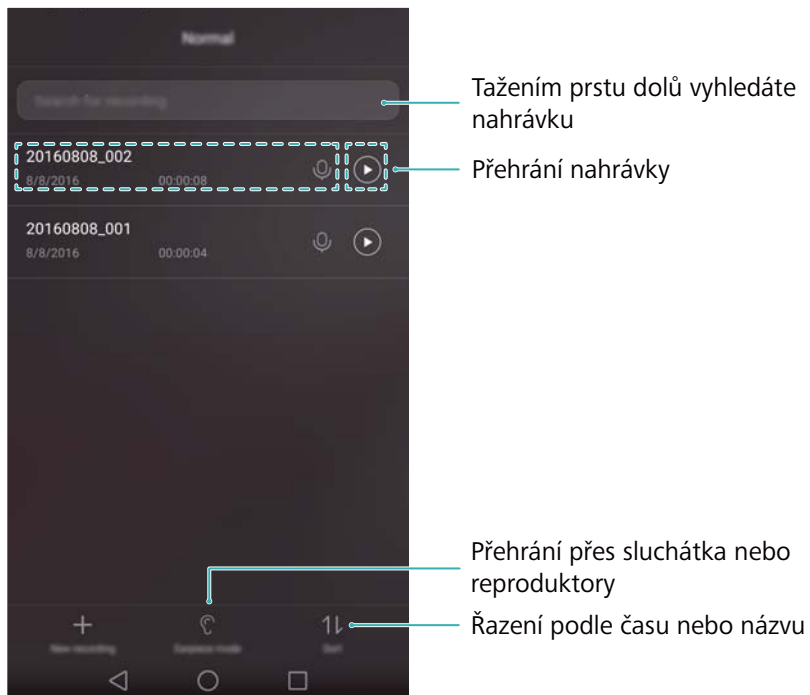 Normal
Search for recording
Tažením prstu dolů vyhledáte
nahrávku
20160808_002
8/8/2016 00:00:08
Přehrání nahrávky
20160808_001
8/8/2016 00:00:04
Přehrání přes sluchátka nebo
reproduktory
Řazení podle času nebo názvu
New recording Earpiece mode Sort